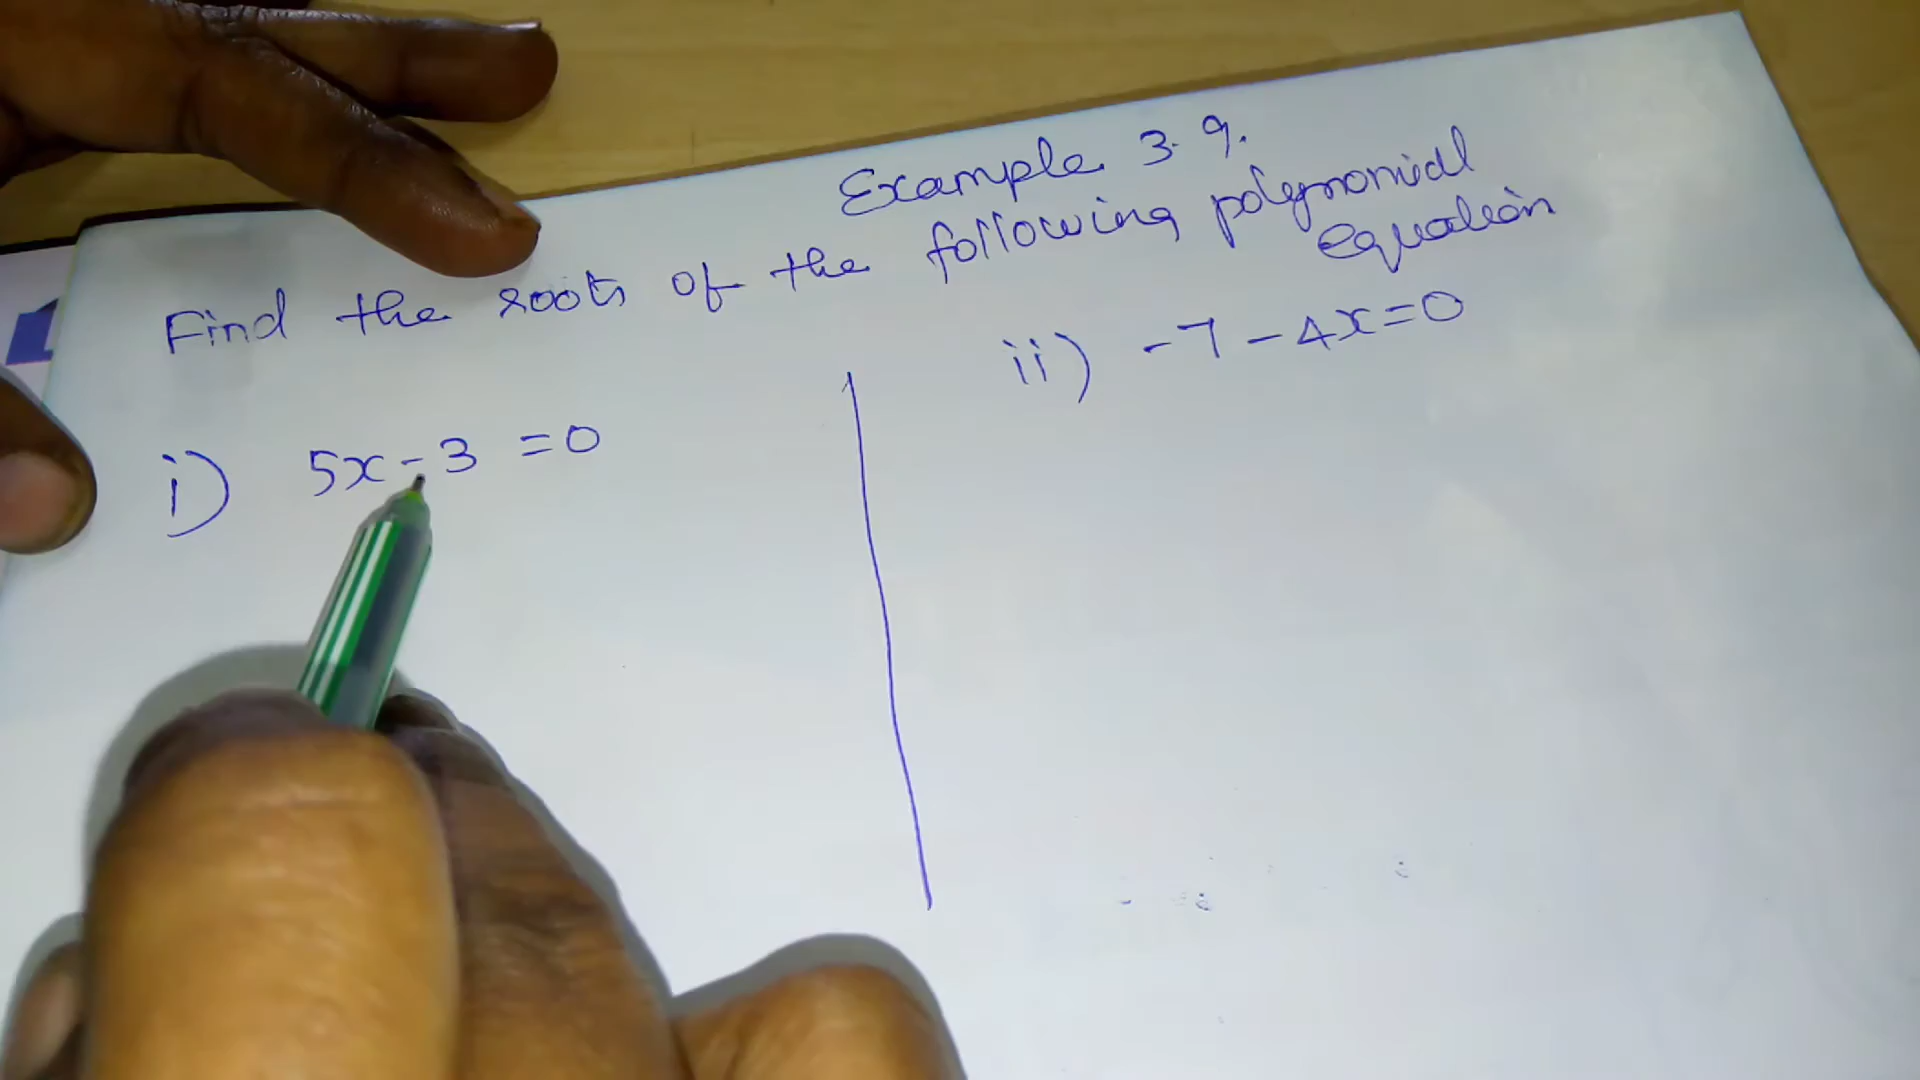 Example 3.9.
Find the roots of the following polynomial
equation
i) 5x-3 =0
ii) -7-4x=0